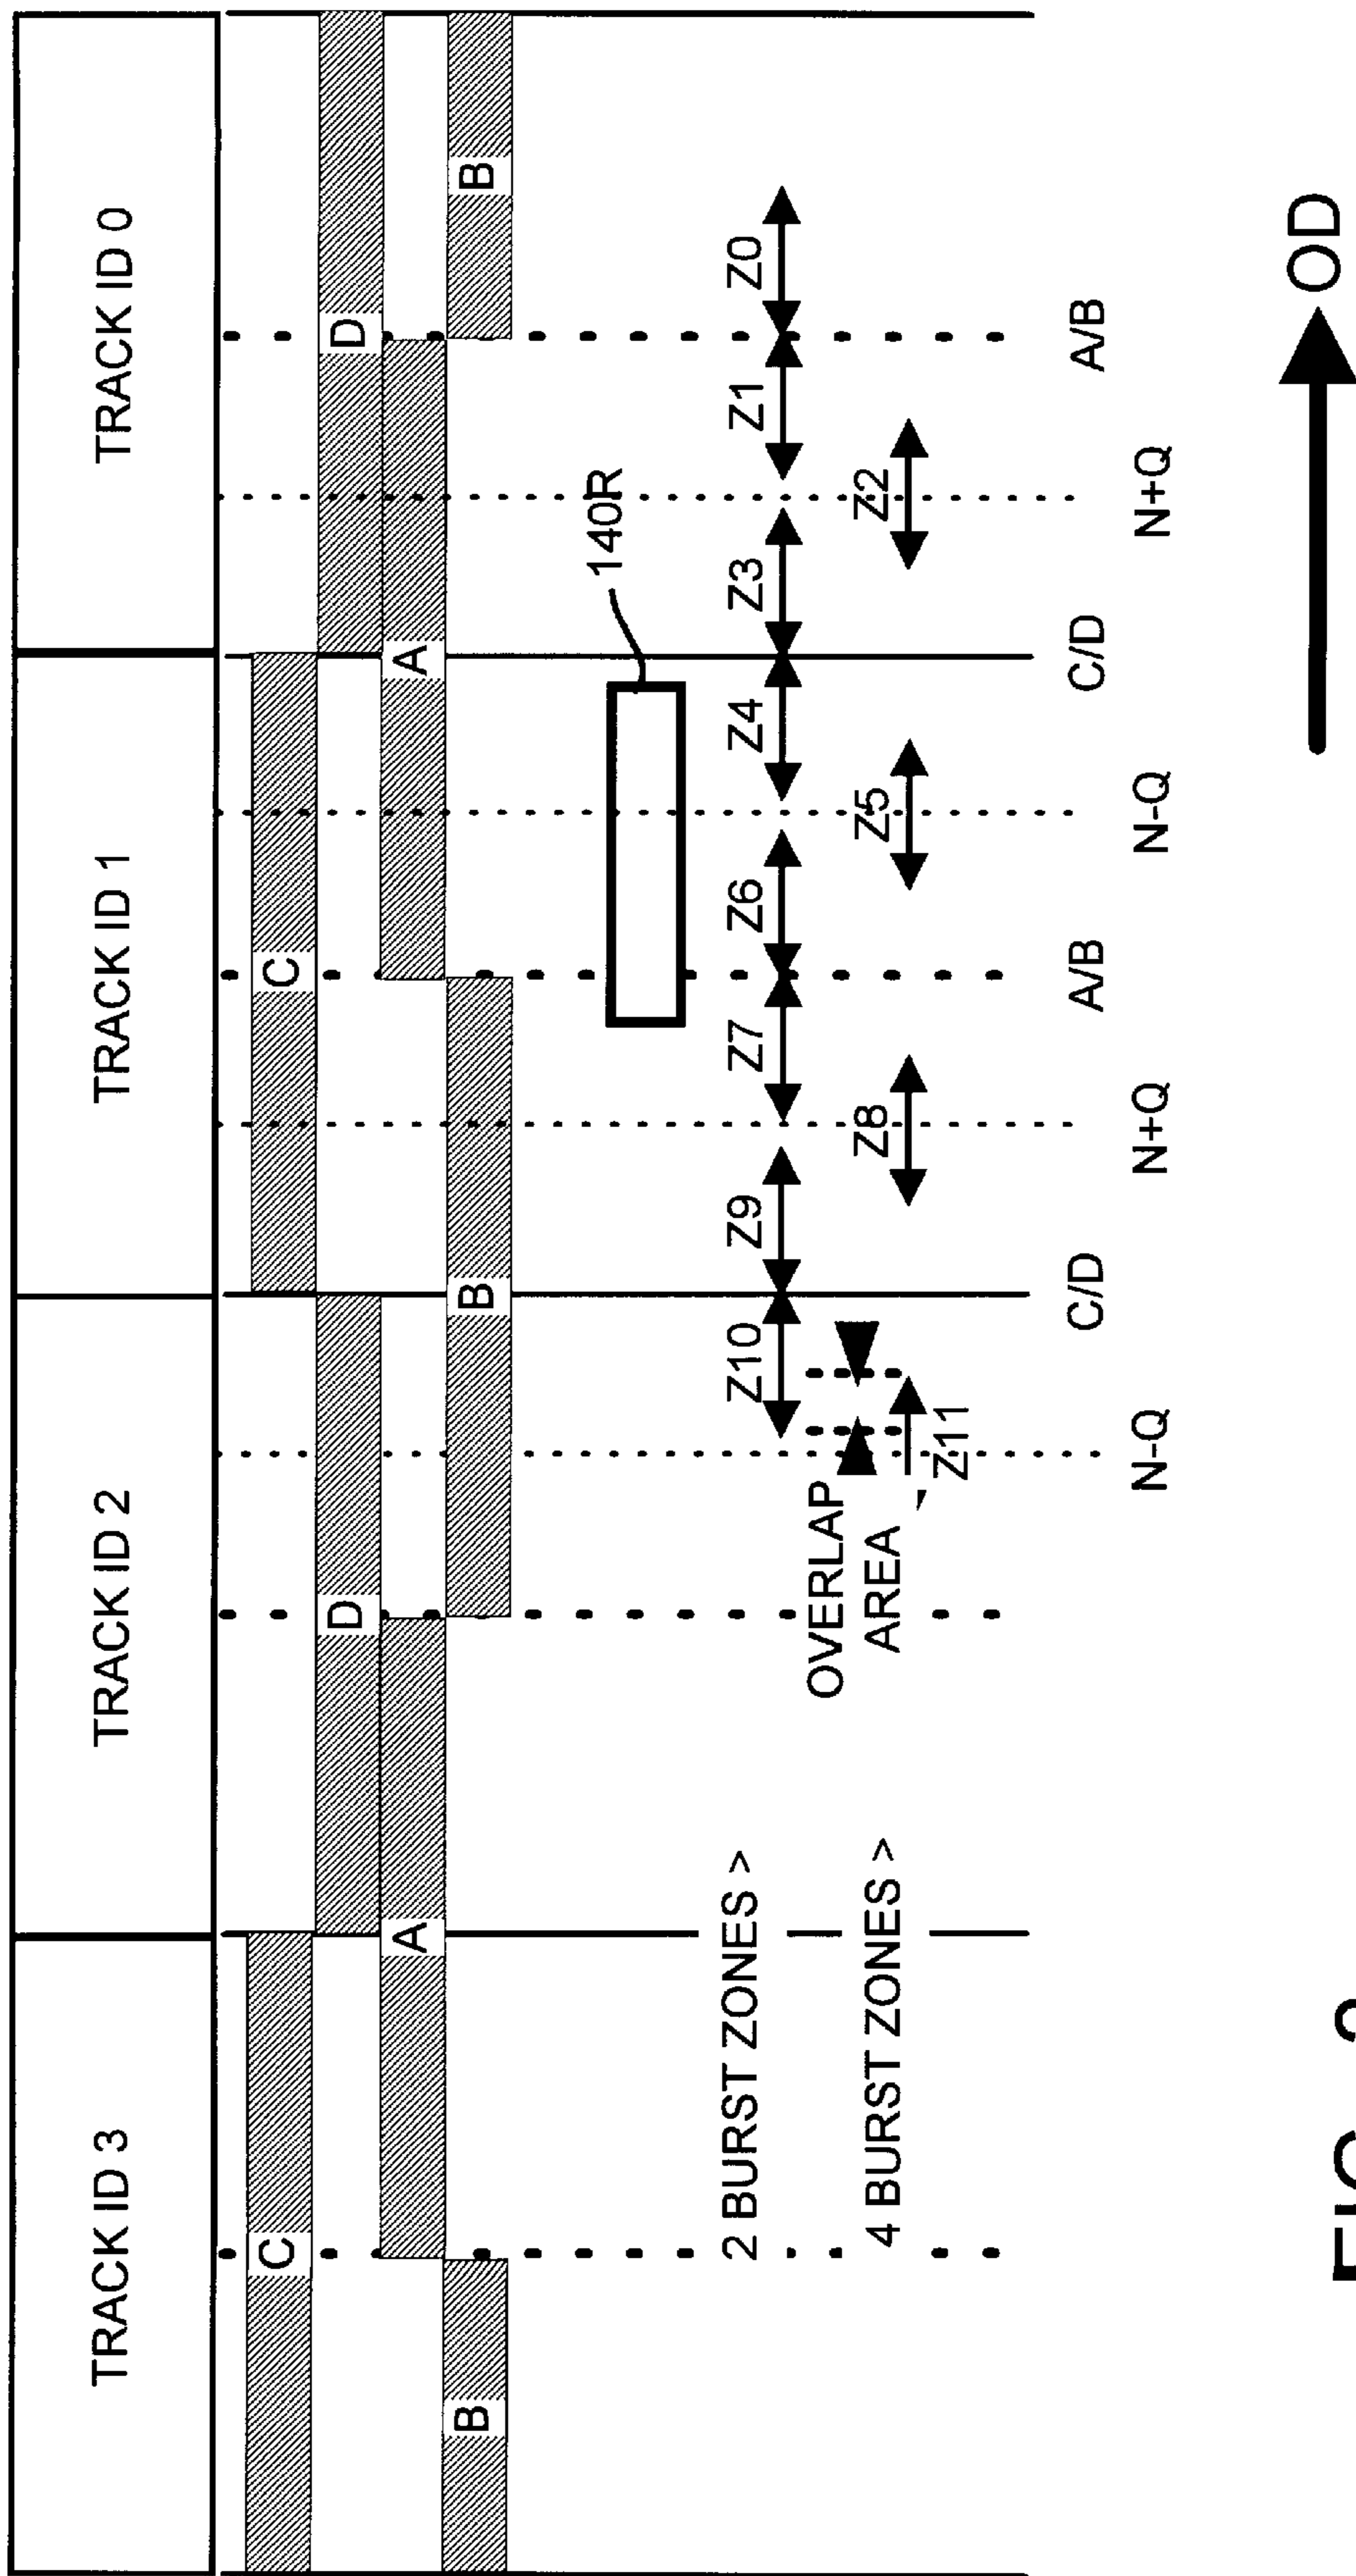 TRACK ID 3
TRACK ID 2
TRACK ID 1
TRACK ID 0
C
C
D
D
A
A
B
B
B
140R
2 BURST ZONES >
Z10
Z9
Z7
Z6
Z4
Z3
Z1
Z0
OVERLAP
AREA
4 BURST ZONES >
Z11
Z8
Z5
Z2
C/D
A/B
C/D
A/B
N-Q
N+Q
N-Q
N+Q
OD